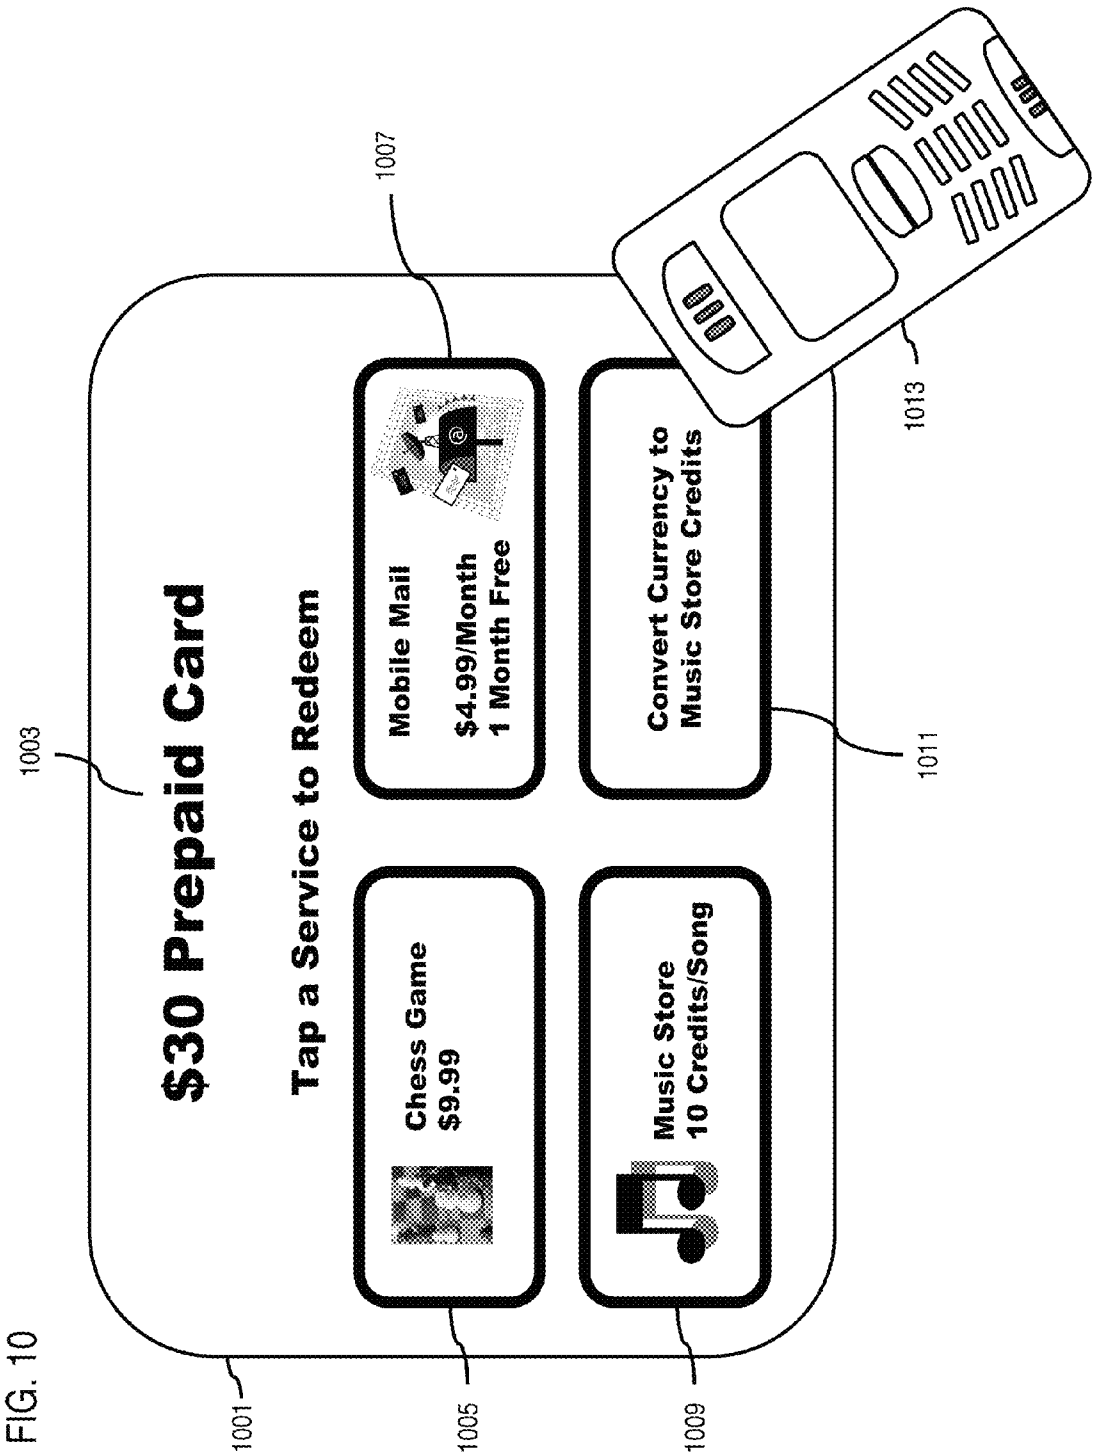 FIG. 10
1003
1001
$30 Prepaid Card
Tap a Service to Redeem
1007
1005
Chess Game
$9.99
Mobile Mail
$4.99/Month
1 Month Free
@
1009
Music Store
10 Credits/Song
Convert Currency to
Music Store Credits
1011
1013